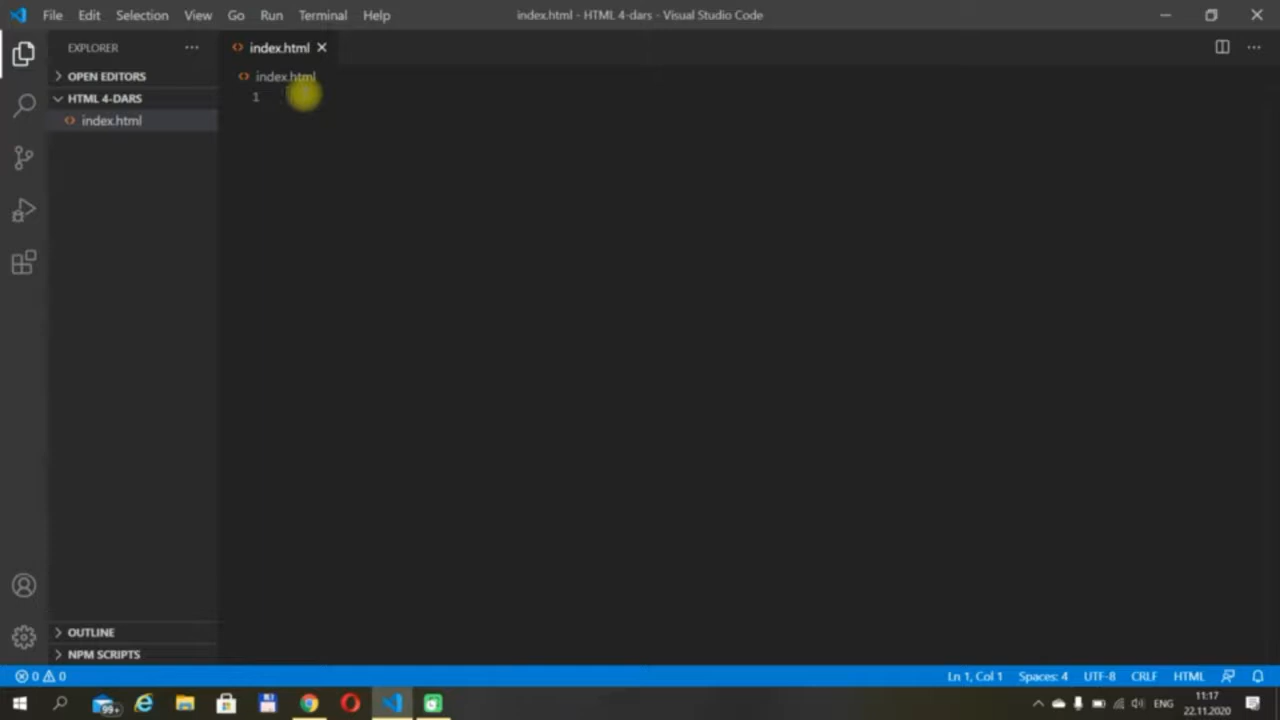 File Edit Selection View Go Run Terminal Help
index.html - HTML 4-dars - Visual Studio Code
EXPLORER
index.html
OPEN EDITORS
index.html
HTML 4-DARS
1
index.html
OUTLINE
NPM SCRIPTS
0 0
Ln 1, Col 1 Spaces: 4 UTF-8 CRLF HTML
99+
ENG
11:17
22.11.2020